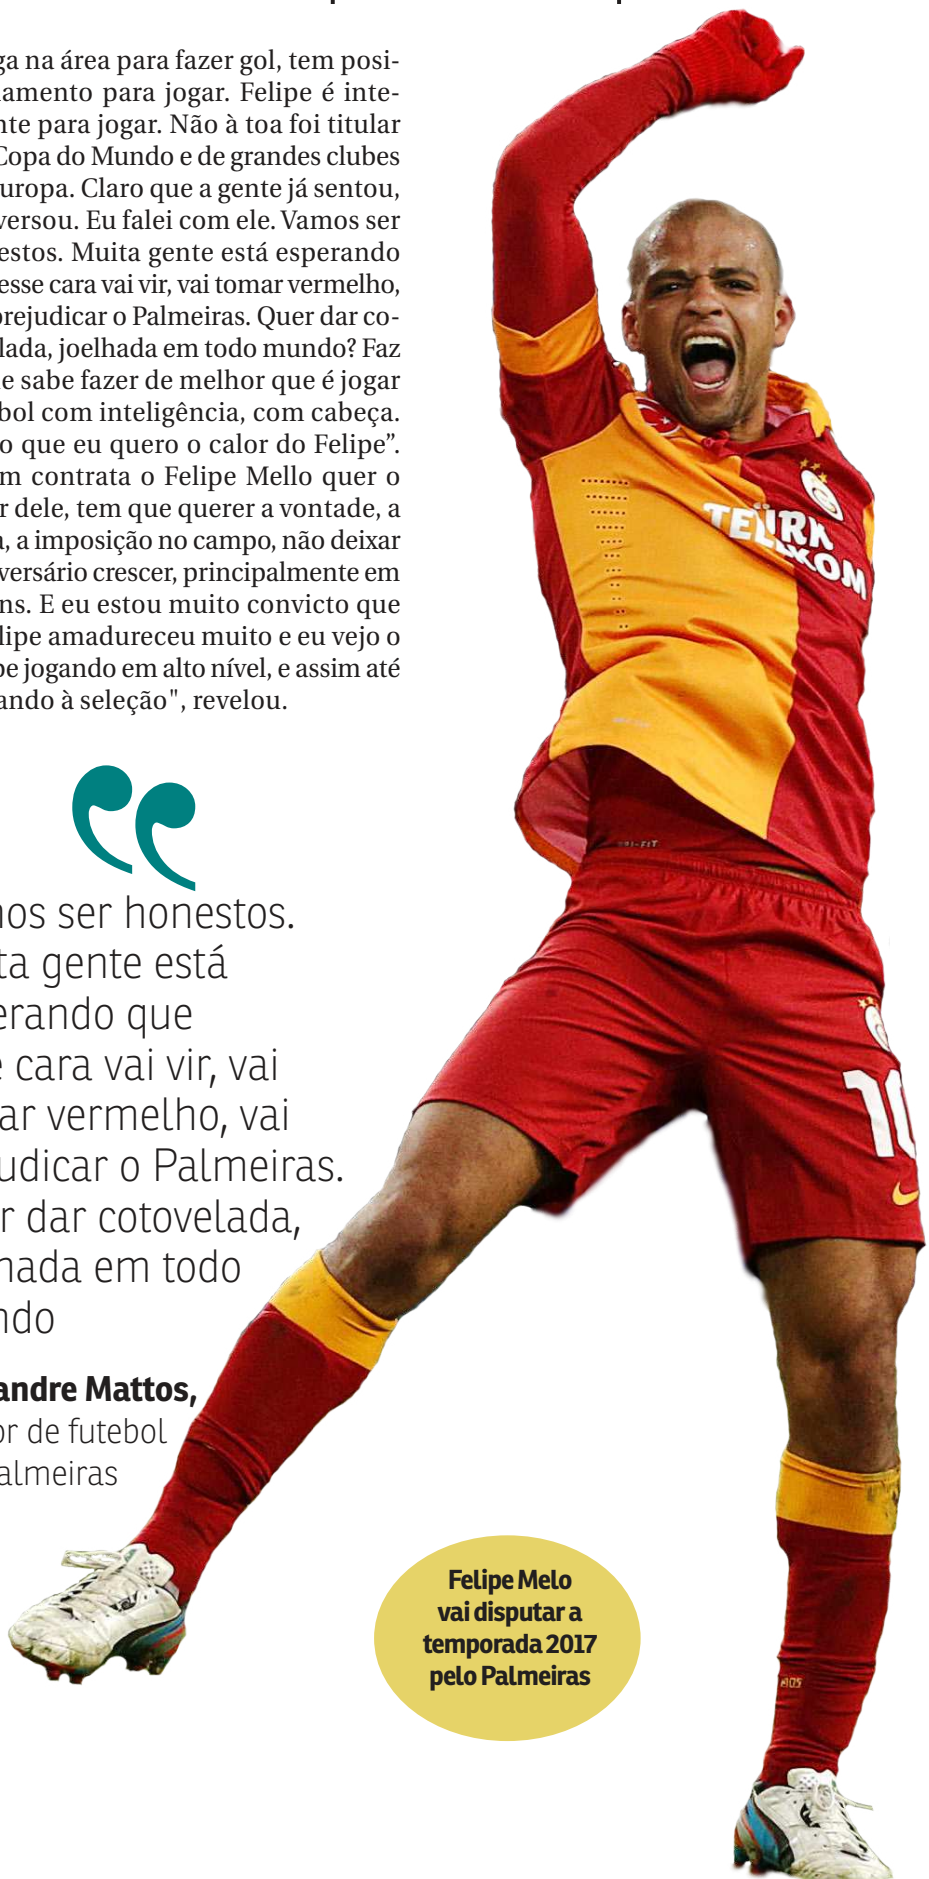 ga na área para fazer gol, tem posi-
amento para jogar. Felipe é inte-
nte para jogar. Não à toa foi titular
Copa do Mundo e de grandes clubes
uropa. Claro que a gente já sentou,
versou. Eu falei com ele. Vamos ser
estos. Muita gente está esperando
esse cara vai vir, vai tomar vermelho,
prejudicar o Palmeiras. Quer dar co-
lada, joelhada em todo mundo? Faz
e sabe fazer de melhor que é jogar
bol com inteligência, com cabeça.
o que eu quero o calor do Felipe”.
m contrata o Felipe Mello quer o
r dele, tem que querer a vontade, a
a, a imposição no campo, não deixar
versário crescer, principalmente em
ns. E eu estou muito convicto que
lipe amadureceu muito e eu vejo o
pe jogando em alto nível, e assim até
ando à seleção", revelou.
nos ser honestos.
ta gente está
erando que
e cara vai vir, vai
ar vermelho, vai
udicar o Palmeiras.
r dar cotovelada,
hada em todo
ndo
andre Mattos,
or de futebol
almeiras
TÜRK
TELEKOM
DRI-FIT
10
Felipe Melo
vai disputar a
temporada 2017
pelo Palmeiras
1905